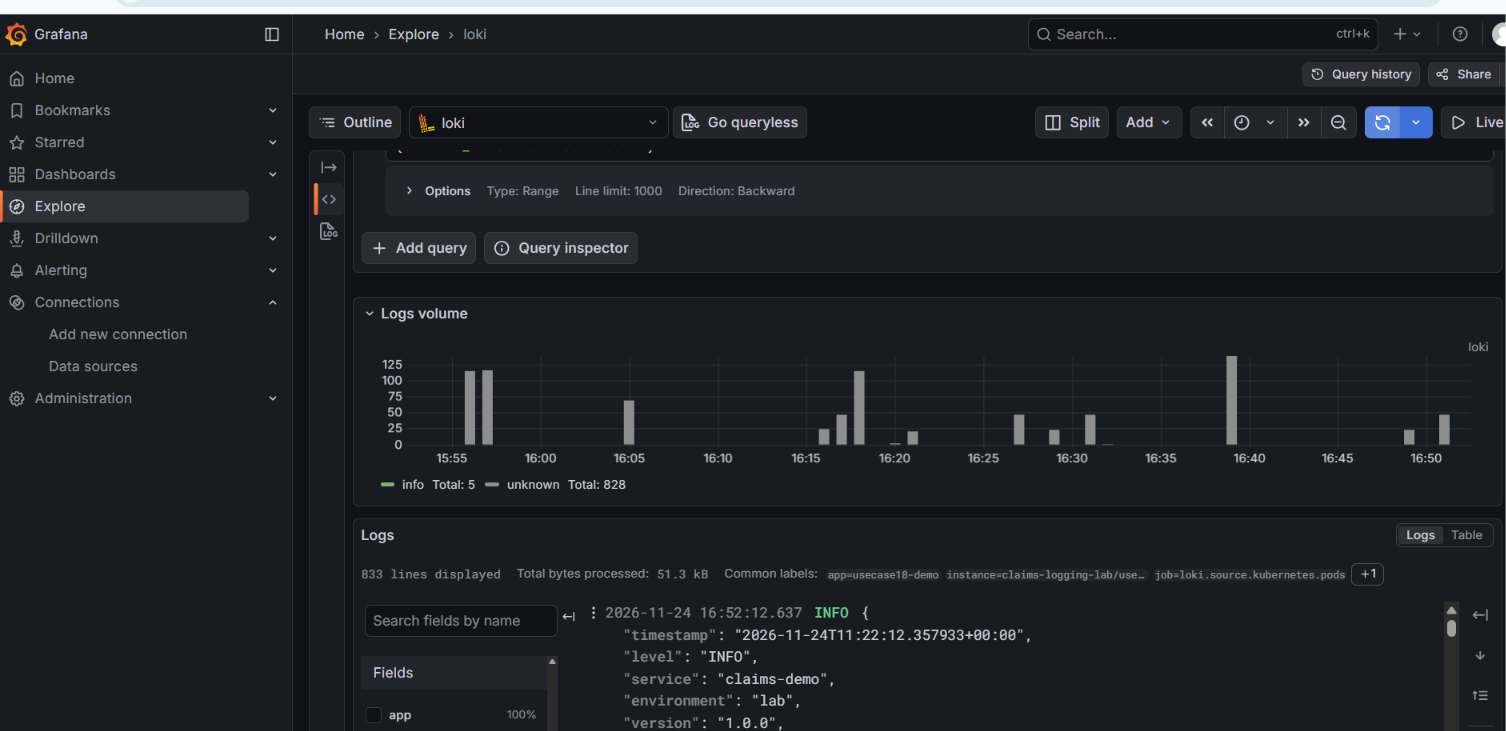 Grafana
Home › Explore › loki
Search... ctrl+k
Home
Bookmarks
Starred
Dashboards
Explore
Drilldown
Alerting
Connections
Add new connection
Data sources
Administration
Query history
Share
Outline
loki
Go queryless
Split
Add
Live
Options Type: Range Line limit: 1000 Direction: Backward
+ Add query
Query inspector
Logs volume
loki
125
100
75
50
25
0
15:55 16:00 16:05 16:10 16:15 16:20 16:25 16:30 16:35 16:40 16:45 16:50
info Total: 5 unknown Total: 828
Logs
Logs Table
833 lines displayed Total bytes processed: 51.3 kB Common labels: app=usecase18-demo instance=claims-logging-lab/use… job=loki.source.kubernetes.pods +1
Search fields by name
Fields
app 100%
2026-11-24 16:52:12.637 INFO {
"timestamp": "2026-11-24T11:22:12.357933+00:00",
"level": "INFO",
"service": "claims-demo",
"environment": "lab",
"version": "1.0.0",